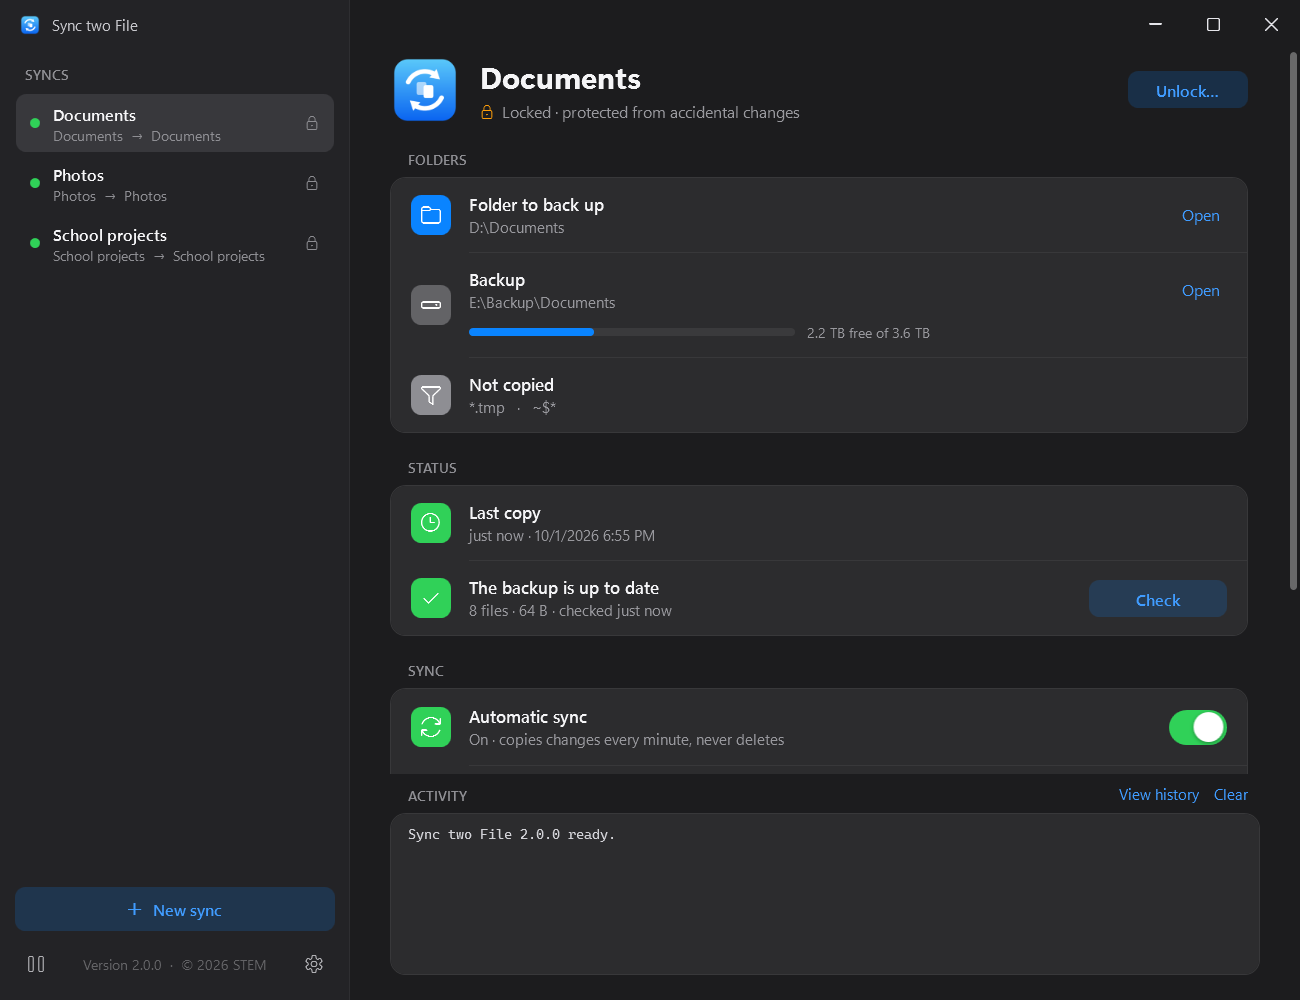 Sync two File
SYNCS
Documents
Documents → Documents
Photos
Photos → Photos
School projects
School projects → School projects
+ New sync
Version 2.0.0 · © 2026 STEM
Documents
Locked · protected from accidental changes
Unlock...
FOLDERS
Folder to back up
D:\Documents
Open
Backup
E:\Backup\Documents
Open
2.2 TB free of 3.6 TB
Not copied
*.tmp · ~$*
STATUS
Last copy
just now · 10/1/2026 6:55 PM
The backup is up to date
8 files · 64 B · checked just now
Check
SYNC
Automatic sync
On · copies changes every minute, never deletes
ACTIVITY
View history
Clear
Sync two File 2.0.0 ready.